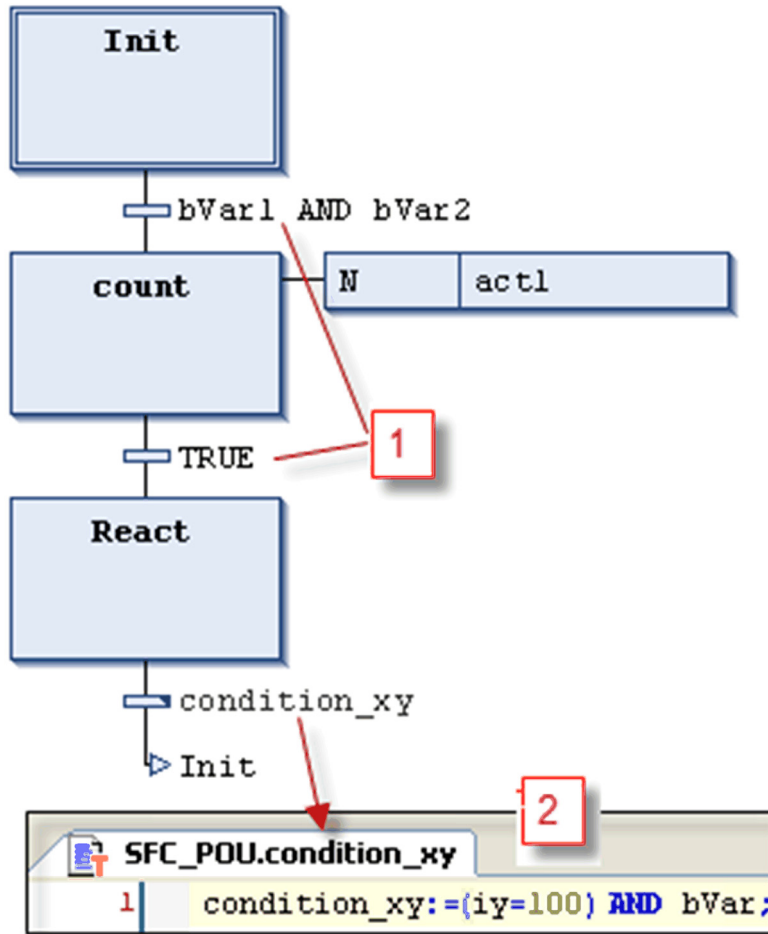 Init
bVar1 AND bVar2
count
N act1
TRUE
1
React
condition_xy
Init
2
SFC_POU.condition_xy
1 condition_xy:=(iy=100) AND bVar;